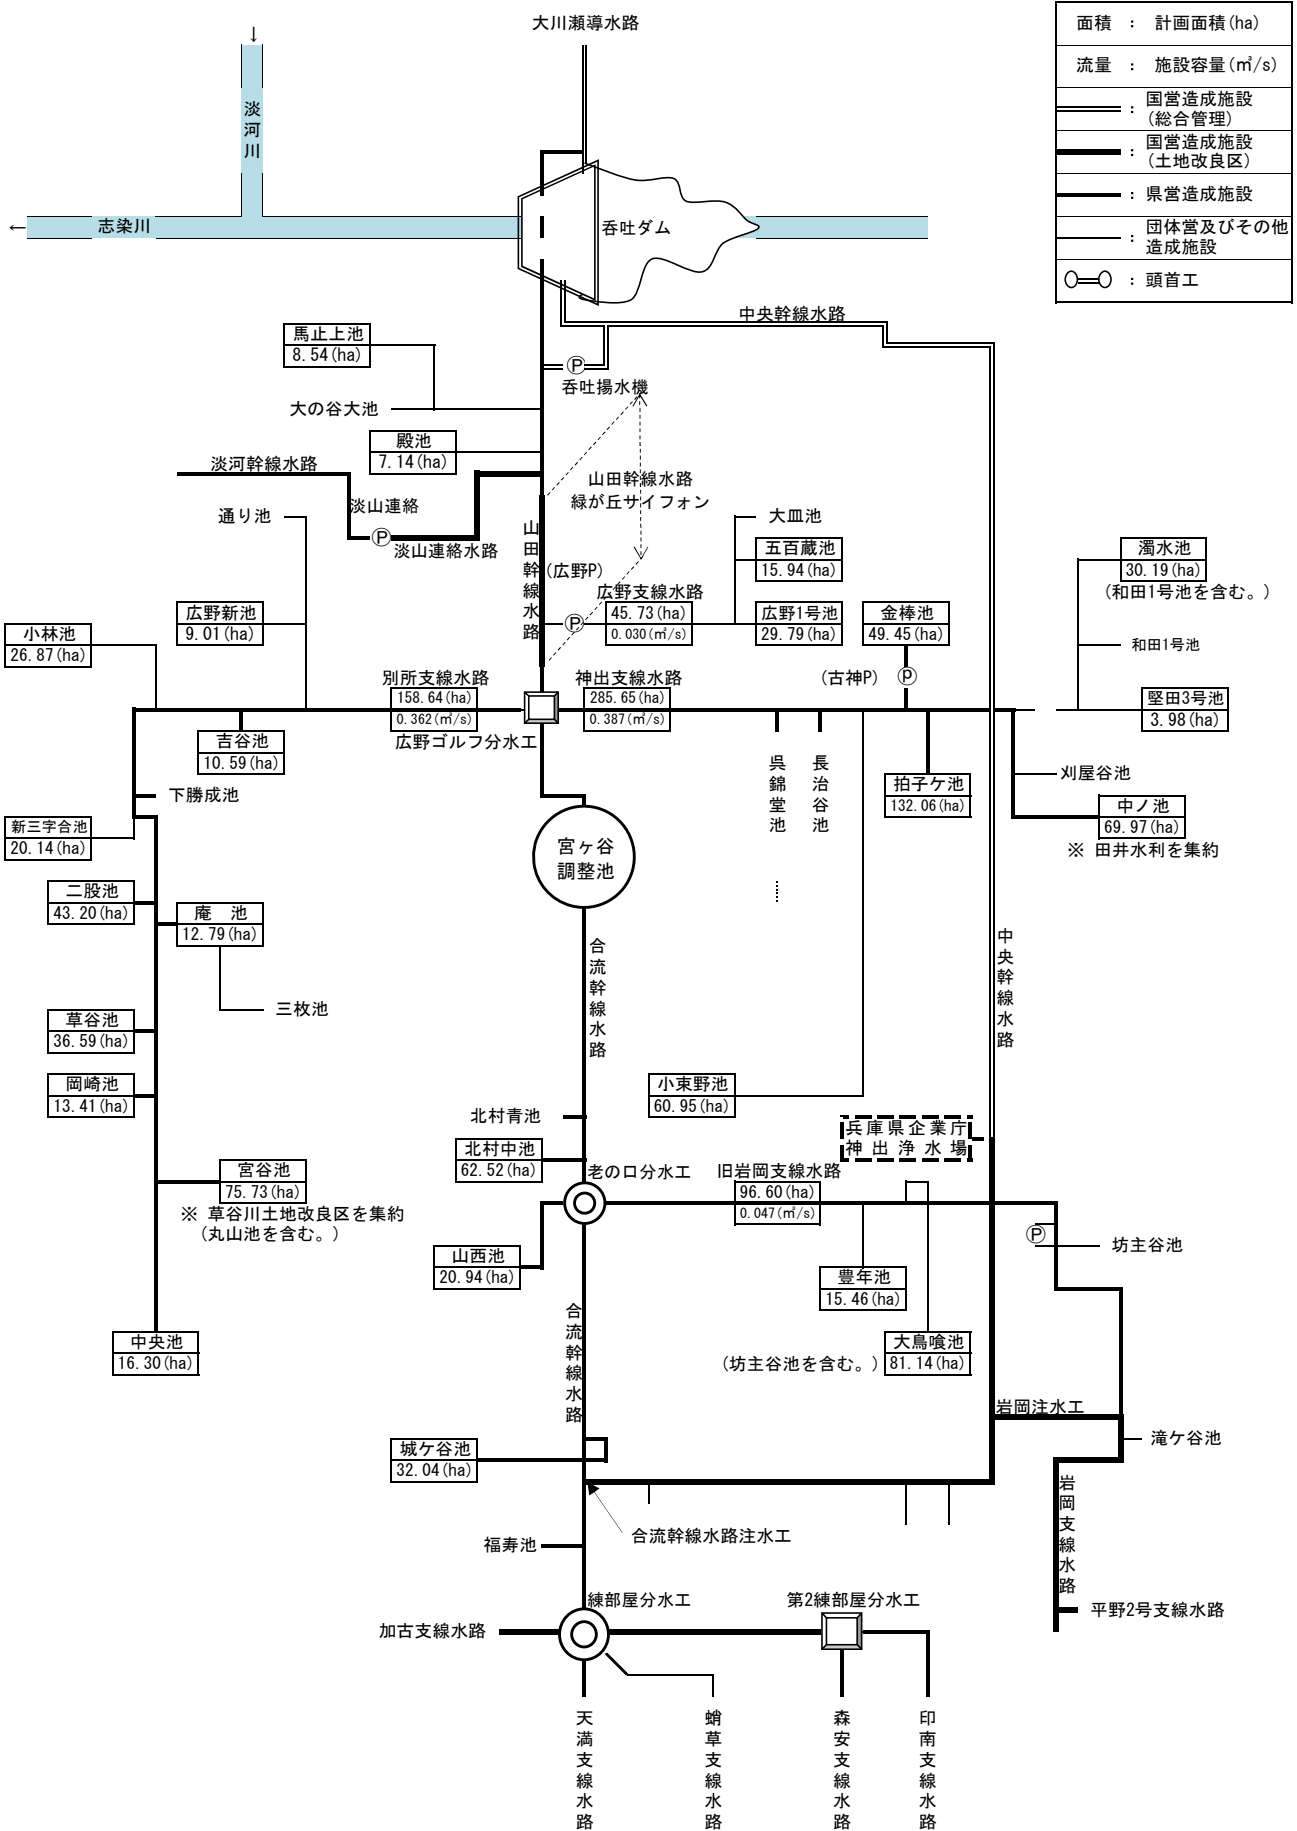 大川瀬導水路
面積 : 計画面積(ha)
流量 : 施設容量(㎥/s)
: 国営造成施設
(総合管理)
: 国営造成施設
(土地改良区)
: 県営造成施設
: 団体営及びその他
造成施設
: 頭首工
↓
淡河川
←
志染川
呑吐ダム
中央幹線水路
馬止上池
8.54(ha)
Ⓟ
呑吐揚水機
大の谷大池
殿池
7.14(ha)
淡河幹線水路
山田幹線水路
緑が丘サイフォン
淡山連絡
Ⓟ
淡山連絡水路
通り池
大皿池
山田幹線水路
五百蔵池
15.94(ha)
濁水池
30.19(ha)
(和田1号池を含む。)
(広野P)
広野支線水路
Ⓟ
45.73(ha)
0.030(㎥/s)
広野1号池
29.79(ha)
金棒池
49.45(ha)
広野新池
9.01(ha)
小林池
26.87(ha)
和田1号池
別所支線水路
158.64(ha)
0.362(㎥/s)
神出支線水路
285.65(ha)
0.387(㎥/s)
(古神P)
ⓟ
堅田3号池
3.98(ha)
広野ゴルフ分水工
吉谷池
10.59(ha)
呉錦堂池
長治谷池
拍子ケ池
132.06(ha)
刈屋谷池
下勝成池
中ノ池
69.97(ha)
※ 田井水利を集約
新三字合池
20.14(ha)
宮ヶ谷
調整池
二股池
43.20(ha)
庵 池
12.79(ha)
三枚池
合流幹線水路
中央幹線水路
草谷池
36.59(ha)
岡崎池
13.41(ha)
小束野池
60.95(ha)
北村青池
兵庫県企業庁
神出浄水場
北村中池
62.52(ha)
老のロ分水工
旧岩岡支線水路
96.60(ha)
0.047(㎥/s)
宮谷池
75.73(ha)
※ 草谷川土地改良区を集約
(丸山池を含む。)
Ⓟ
坊主谷池
山西池
20.94(ha)
豊年池
15.46(ha)
合流幹線水路
中央池
16.30(ha)
(坊主谷池を含む。)
大鳥喰池
81.14(ha)
岩岡注水工
滝ケ谷池
城ケ谷池
32.04(ha)
岩岡支線水路
合流幹線水路注水工
福寿池
練部屋分水工
第2練部屋分水工
平野2号支線水路
加古支線水路
天満支線水路
蛸草支線水路
森安支線水路
印南支線水路